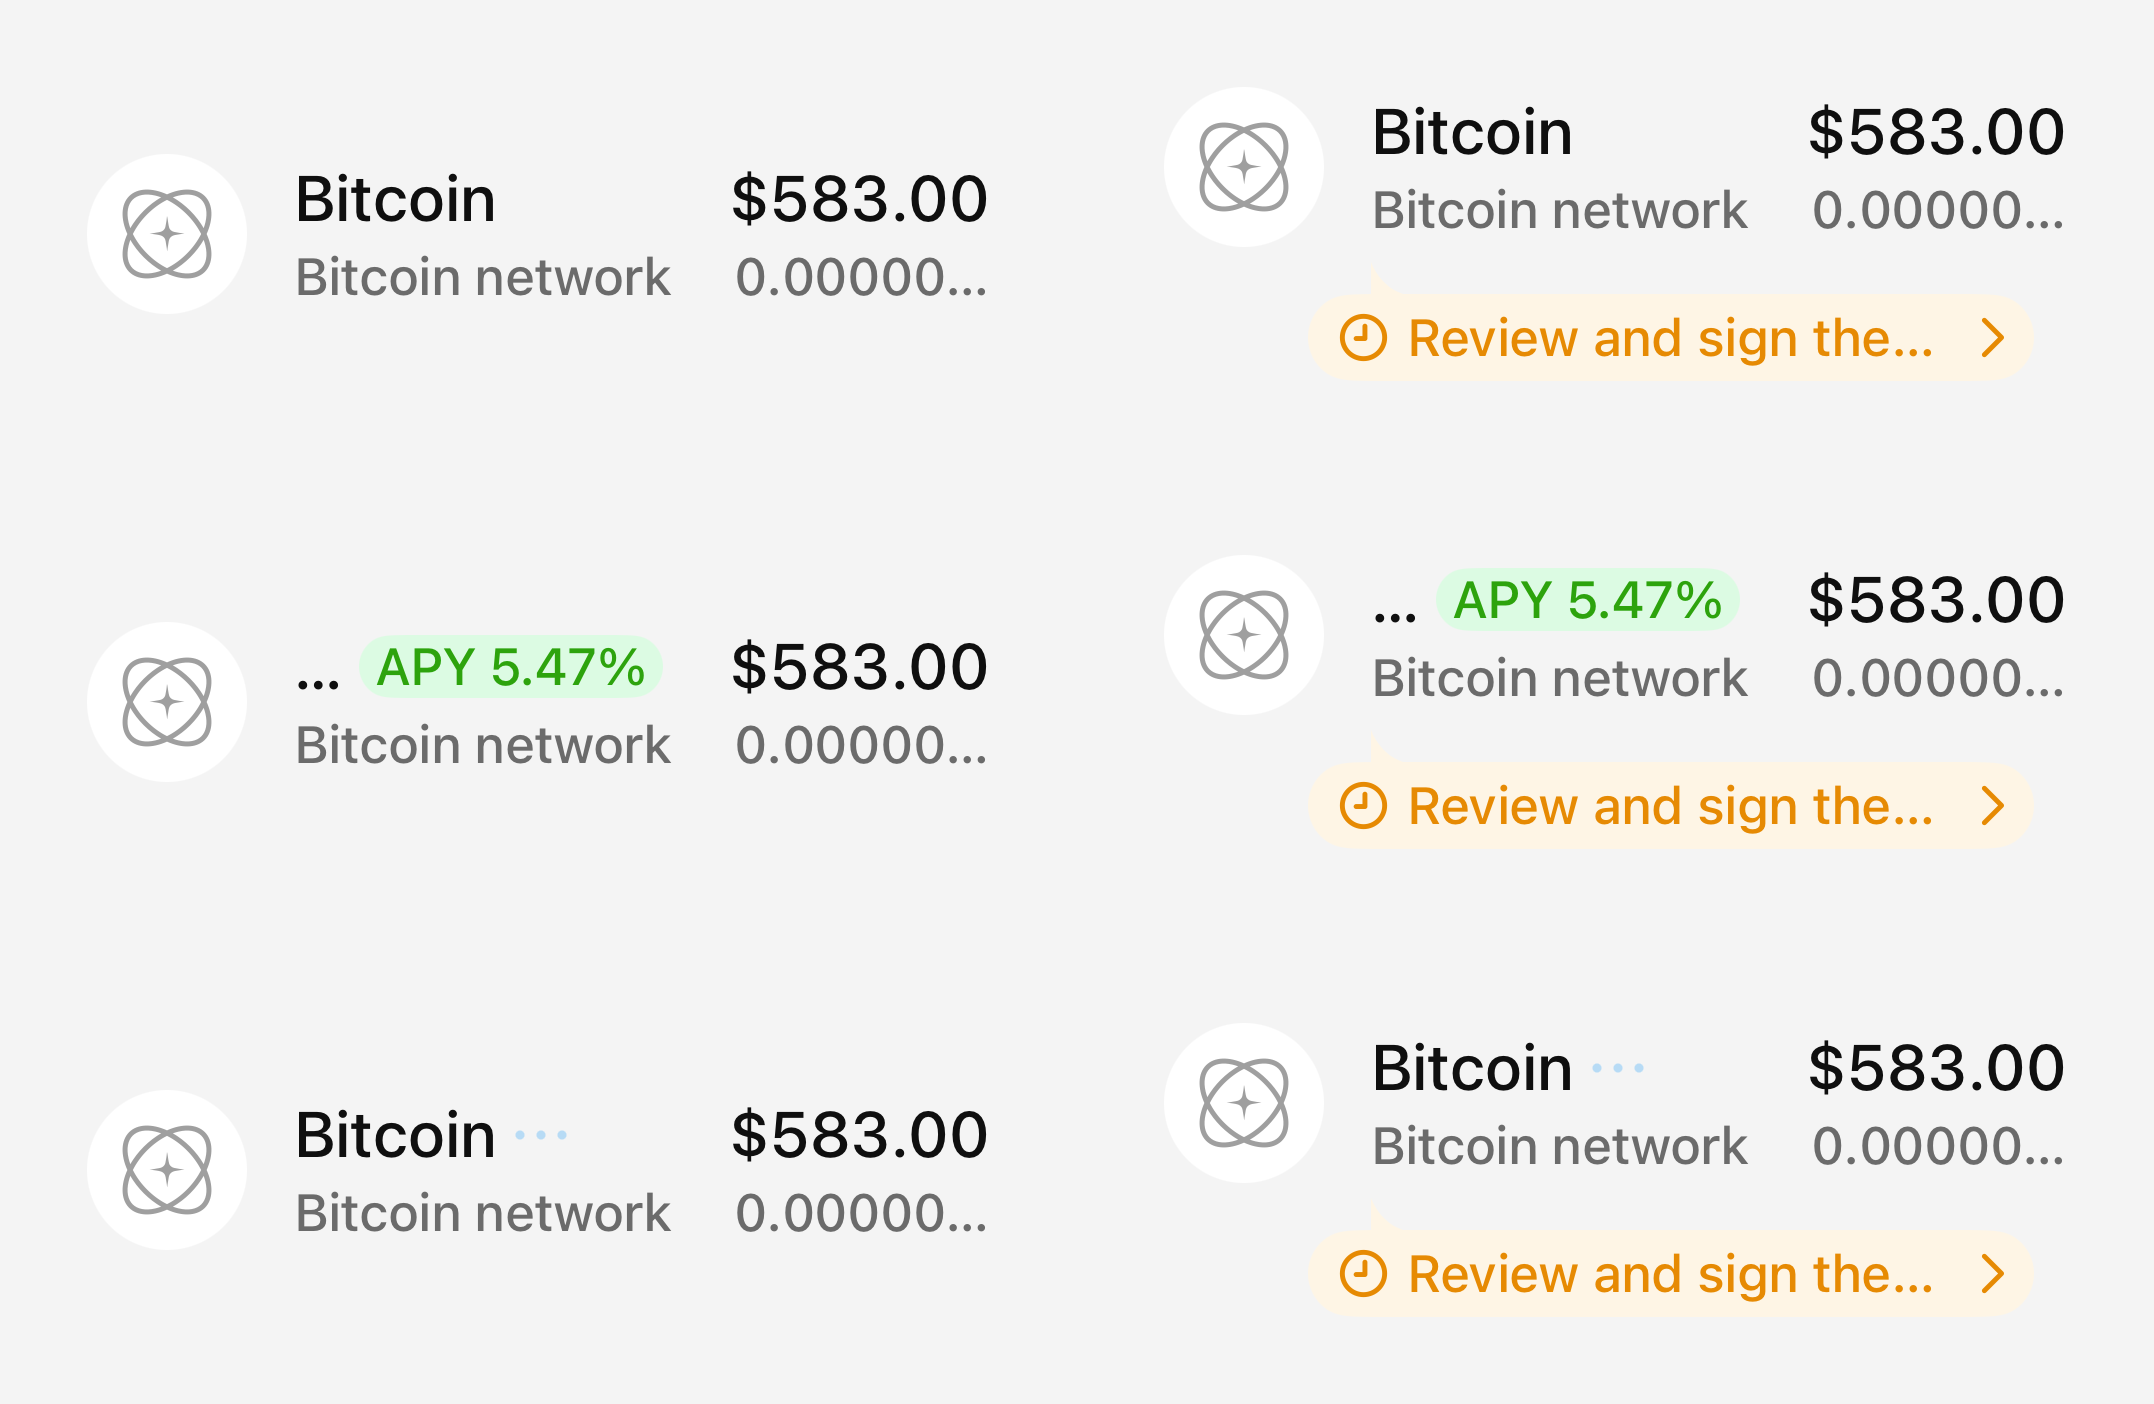 Bitcoin $583.00
Bitcoin network 0.00000...
Bitcoin $583.00
Bitcoin network 0.00000...
Review and sign the...
... APY 5.47% $583.00
Bitcoin network 0.00000...
... APY 5.47% $583.00
Bitcoin network 0.00000...
Review and sign the...
Bitcoin ... $583.00
Bitcoin network 0.00000...
Bitcoin ... $583.00
Bitcoin network 0.00000...
Review and sign the...